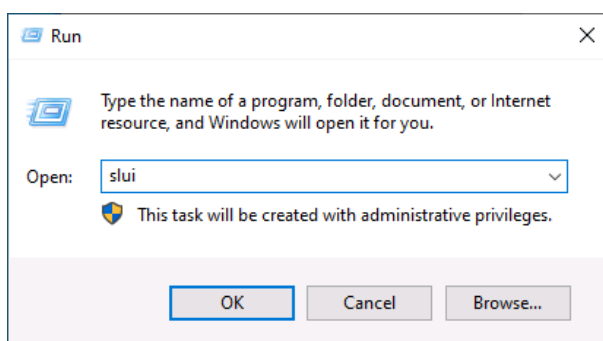 Run
Type the name of a program, folder, document, or Internet
resource, and Windows will open it for you.
Open: slui
This task will be created with administrative privileges.
OK Cancel Browse...